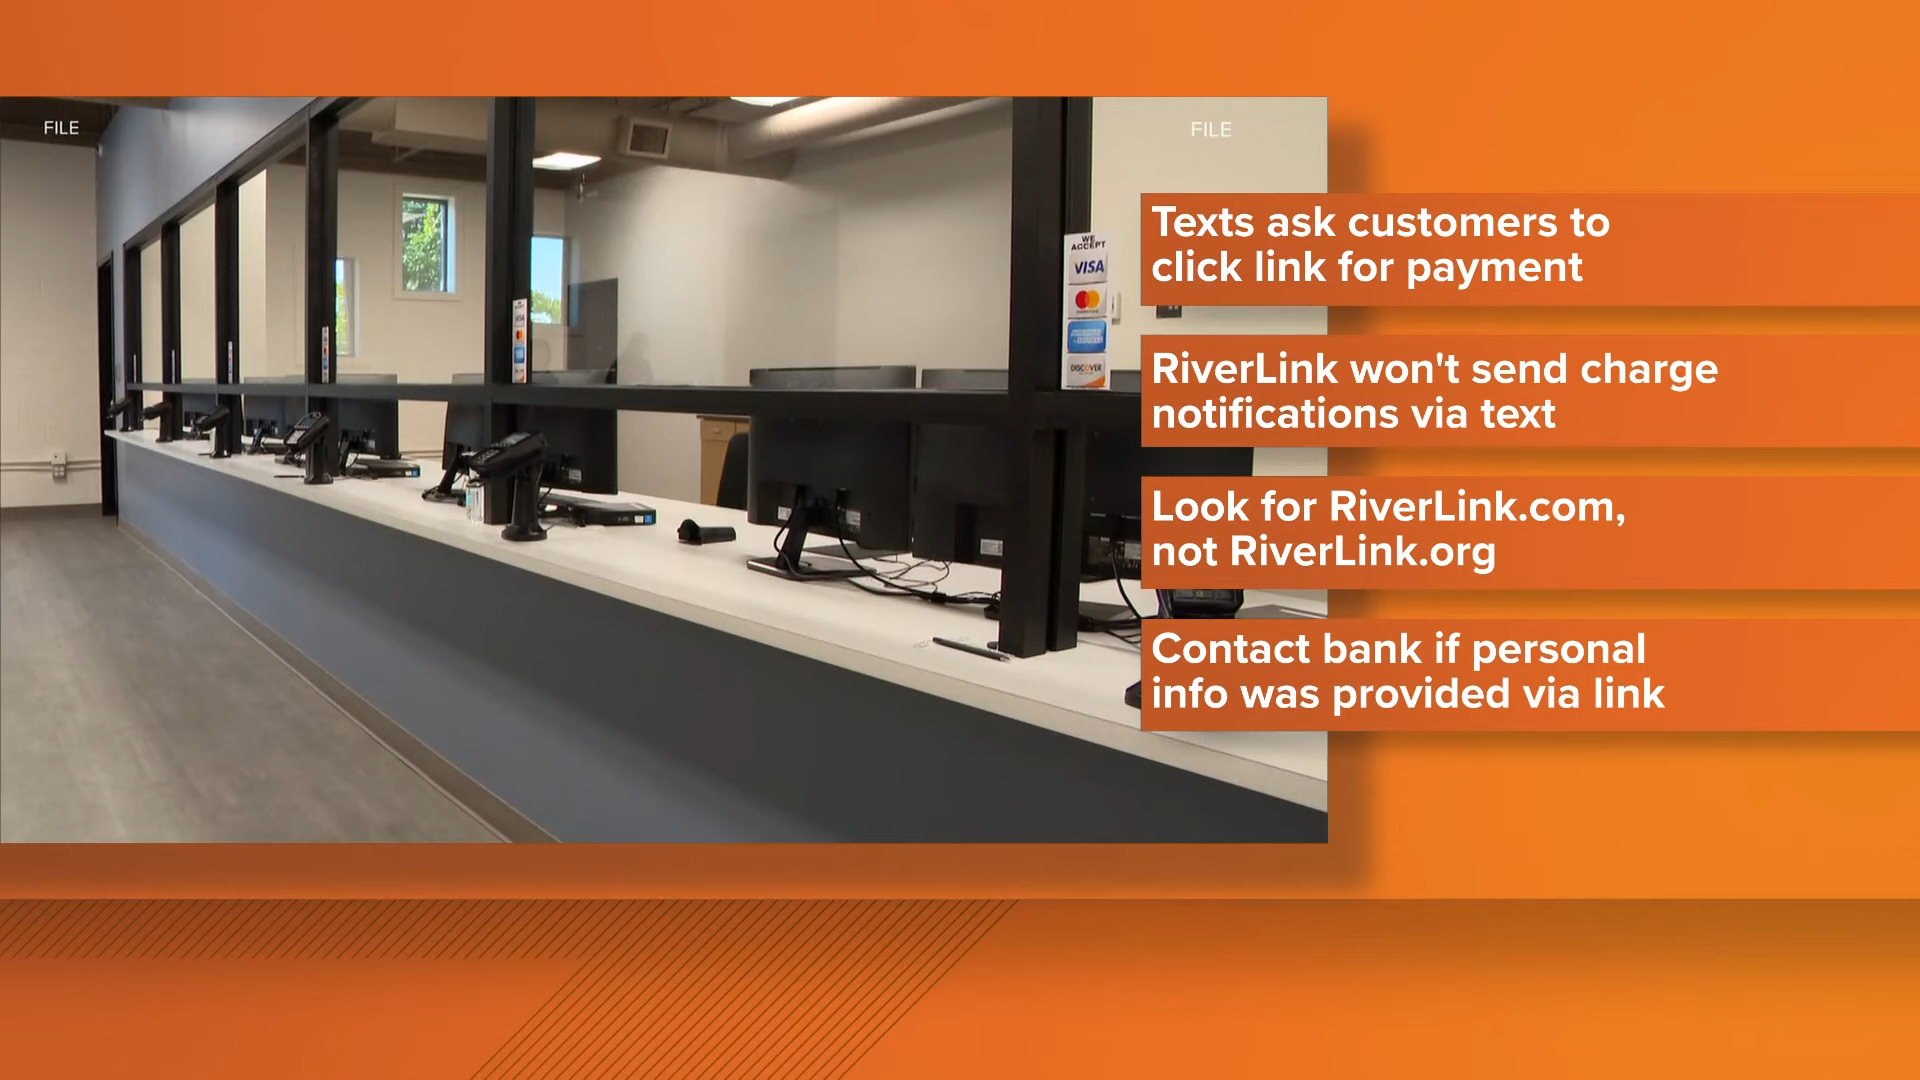 FILE
FILE
WE
ACCEPT
VISA
DISCOVER
VISA
Texts ask customers to
click link for payment
RiverLink won't send charge
notifications via text
Look for RiverLink.com,
not RiverLink.org
Contact bank if personal
info was provided via link